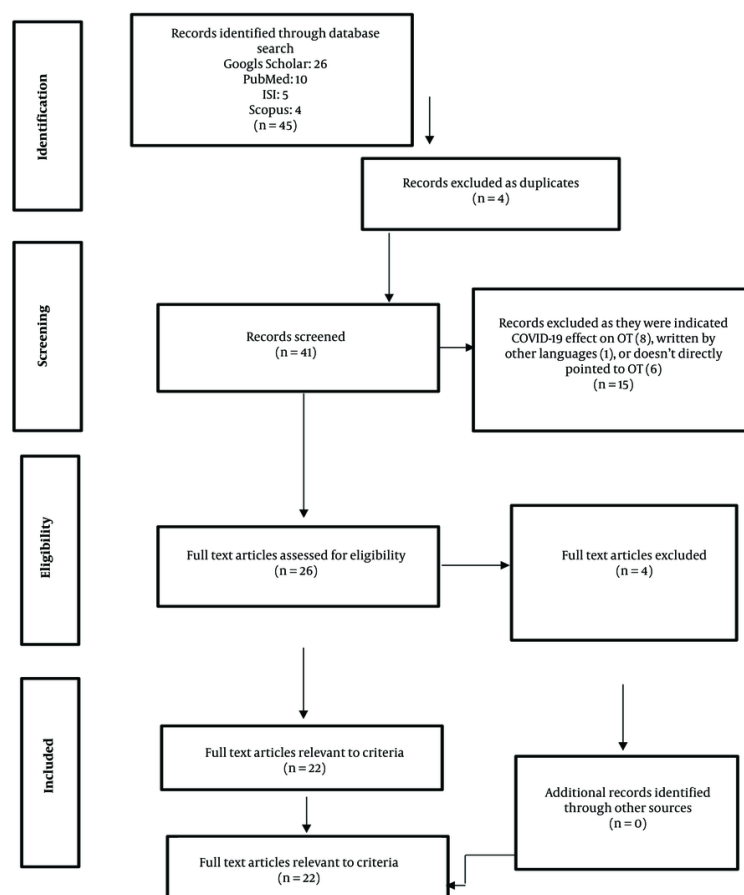 Identification
Records identified through database
search
Googls Scholar: 26
PubMed: 10
ISI: 5
Scopus: 4
(n = 45)
Records excluded as duplicates
(n = 4)
Screening
Records screened
(n = 41)
Records excluded as they were indicated
COVID-19 effect on OT (8), written by
other languages (1), or doesn't directly
pointed to OT (6)
(n = 15)
Eligibility
Full text articles assessed for eligibility
(n = 26)
Full text articles excluded
(n = 4)
Included
Full text articles relevant to criteria
(n = 22)
Additional records identified
through other sources
(n = 0)
Full text articles relevant to criteria
(n = 22)